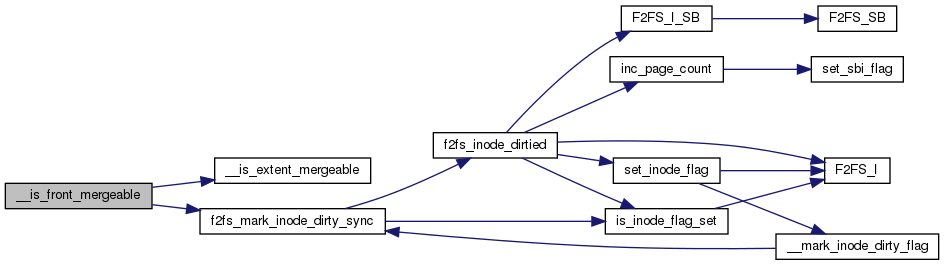 __is_front_mergeable
__is_extent_mergeable
f2fs_mark_inode_dirty_sync
f2fs_inode_dirtied
F2FS_I_SB
F2FS_SB
inc_page_count
set_sbi_flag
set_inode_flag
F2FS_I
is_inode_flag_set
__mark_inode_dirty_flag